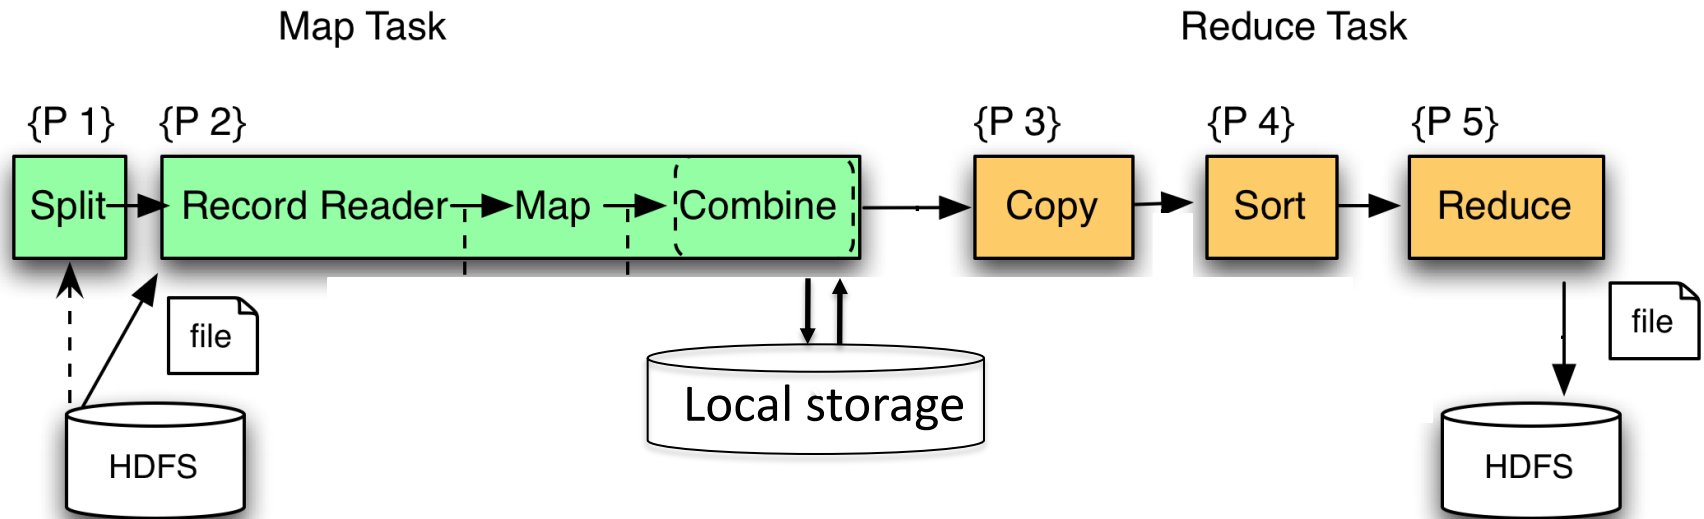 Map Task
Reduce Task
{P 1}
{P 2}
{P 3}
{P 4}
{P 5}
Split
Record Reader
Map
Combine
Copy
Sort
Reduce
file
file
Local storage
HDFS
HDFS